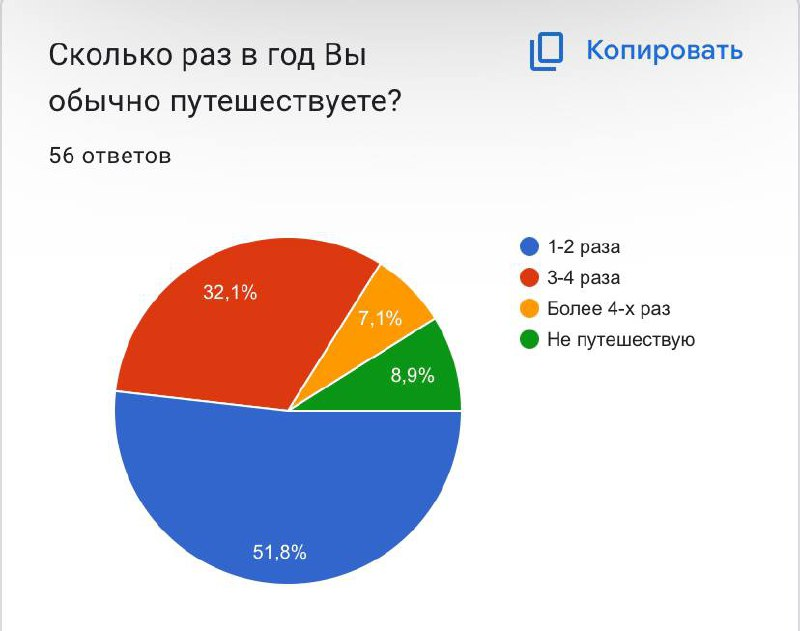 Сколько раз в год Вы
обычно путешествуете?
Копировать
56 ответов
1-2 раза
3-4 раза
Более 4-х раз
Не путешествую
32,1%
7,1%
8,9%
51,8%